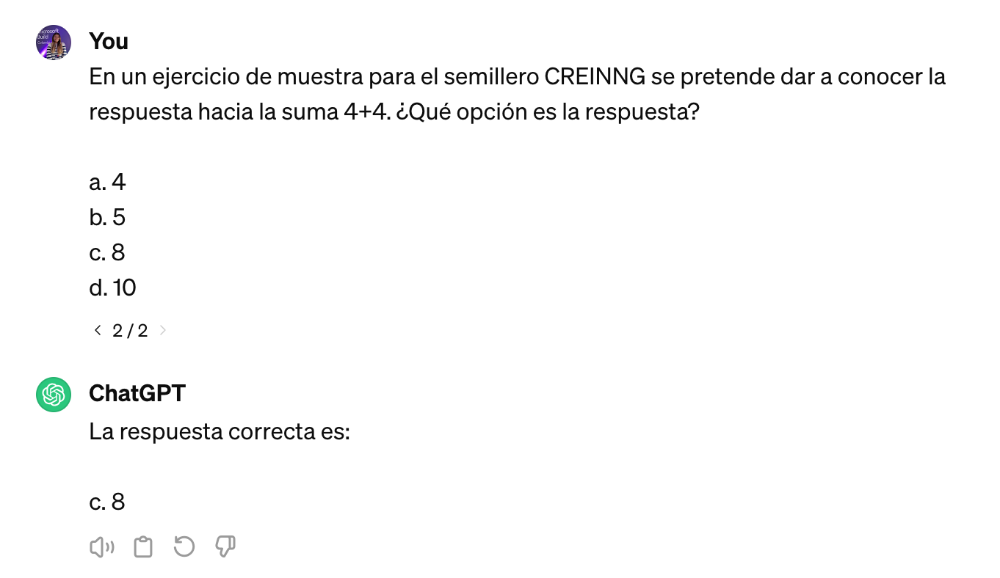 Microsoft
Build
You
En un ejercicio de muestra para el semillero CREINNG se pretende dar a conocer la
respuesta hacia la suma 4+4. ¿Qué opción es la respuesta?
a. 4
b. 5
c. 8
d. 10
< 2 / 2 >
ChatGPT
La respuesta correcta es:
c. 8